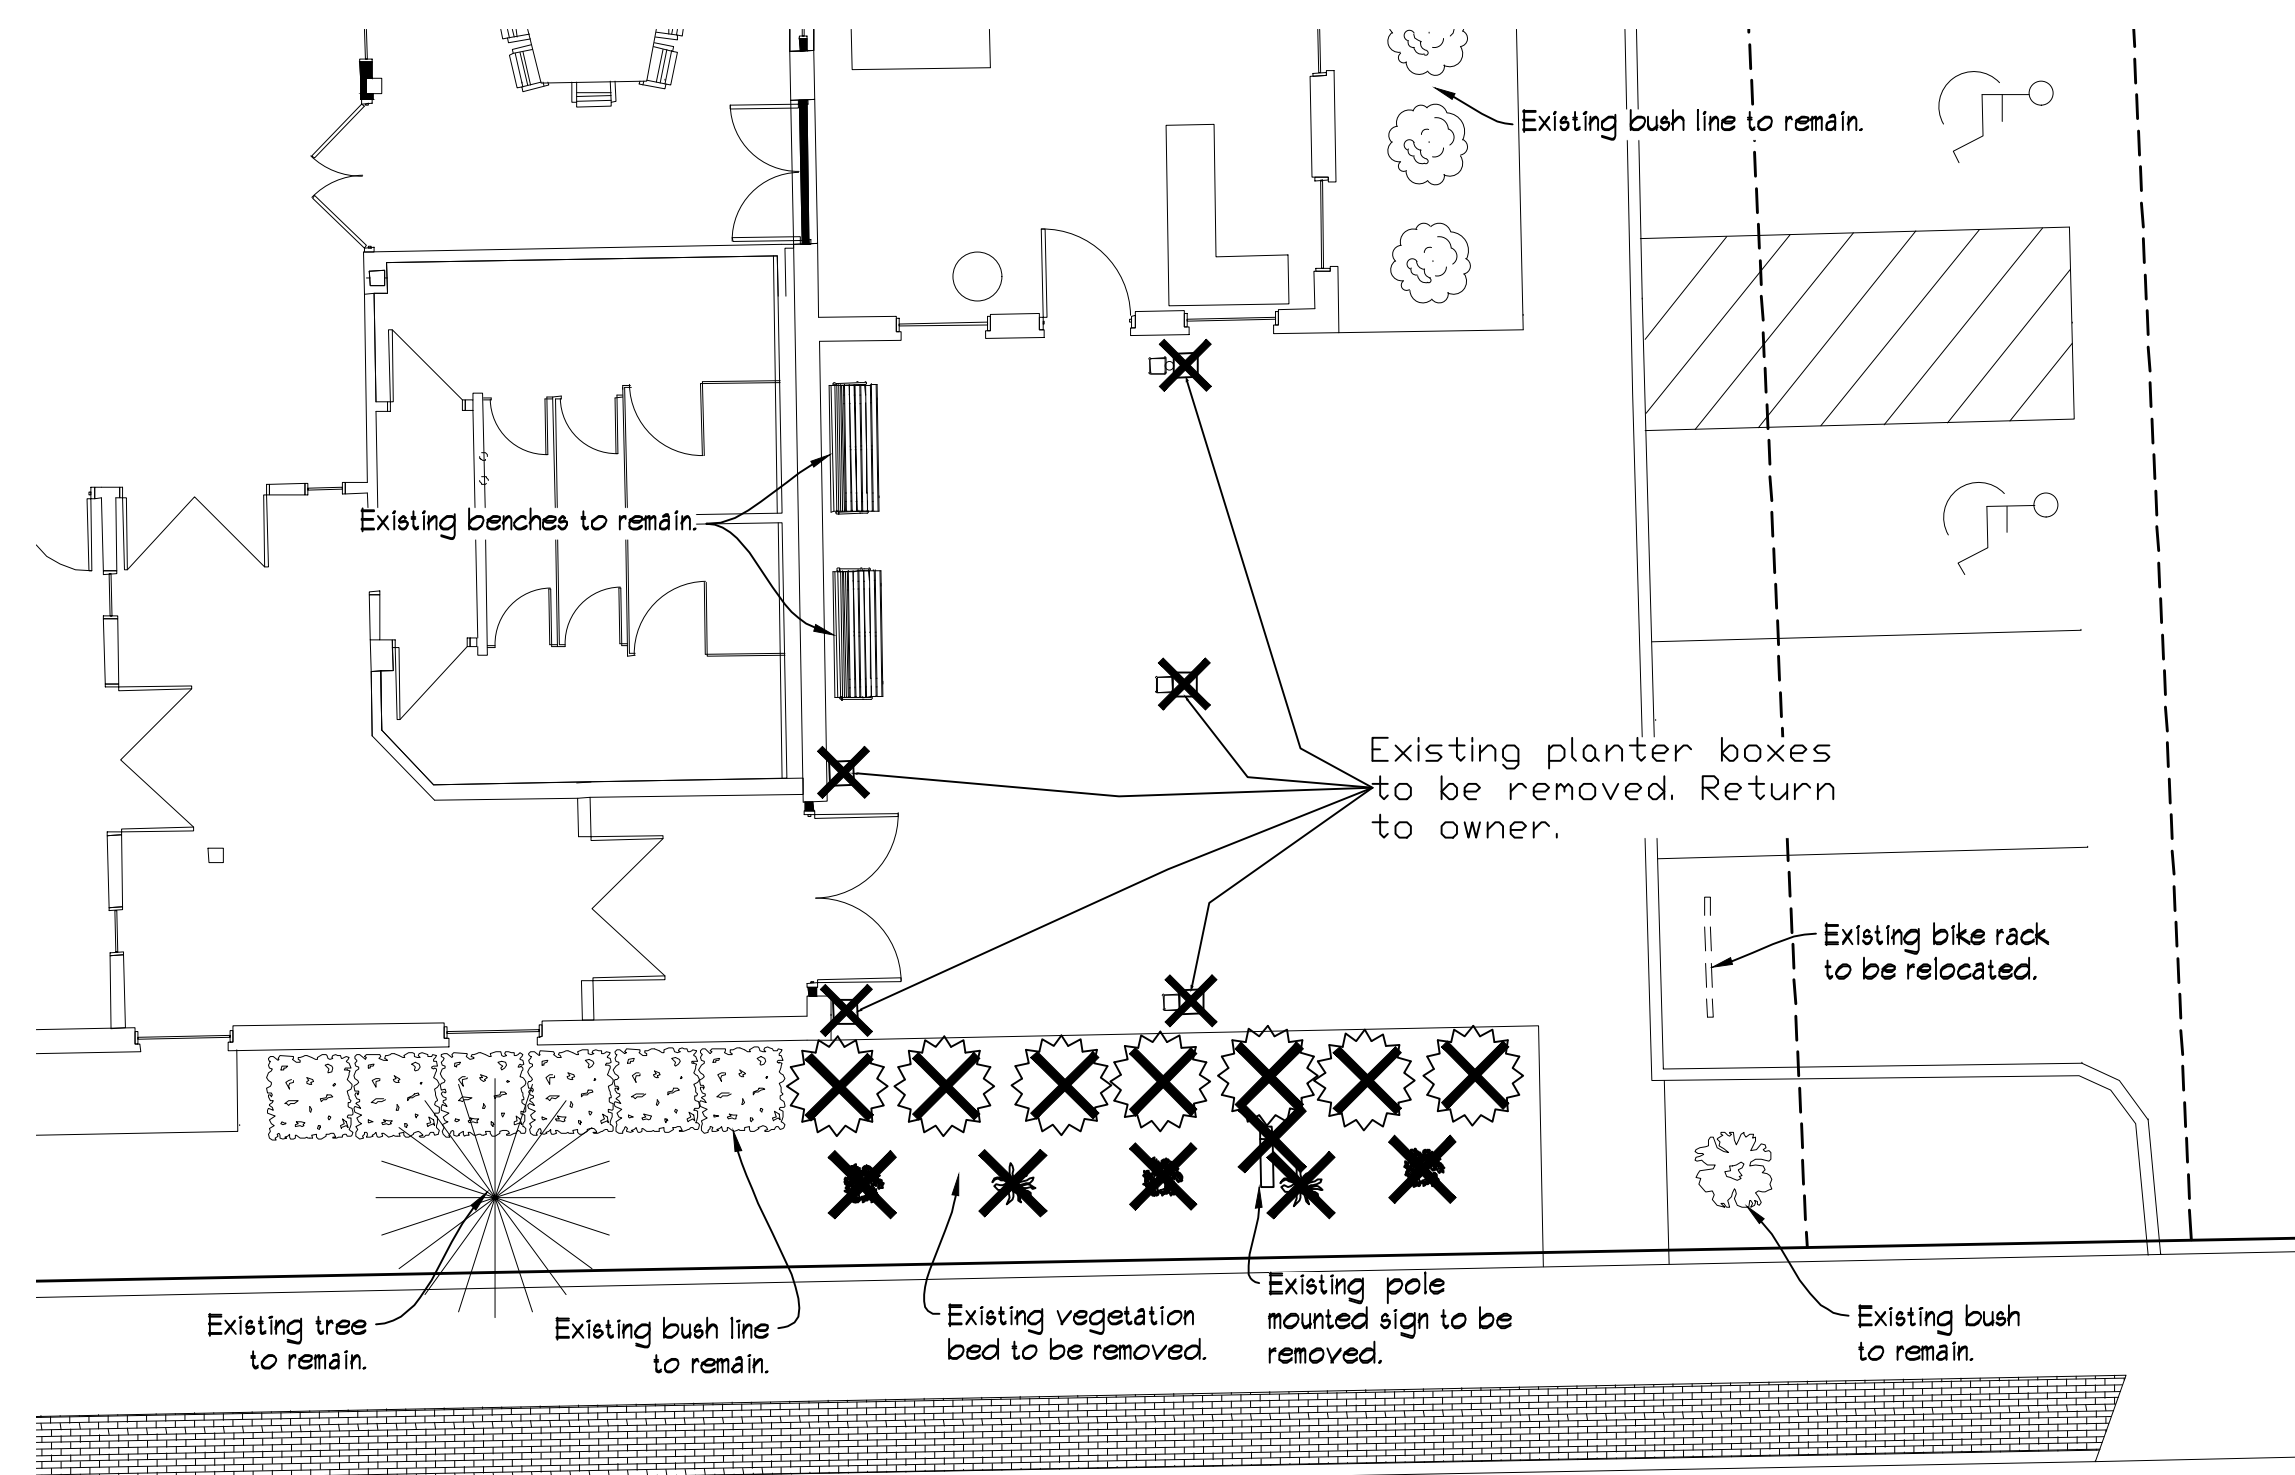 Existing bush line to remain.
Existing benches to remain.
Existing planter boxes
to be removed. Return
to owner.
Existing bike rack
to be relocated.
Existing tree
to remain.
Existing bush line
to remain.
Existing vegetation
bed to be removed.
Existing pole
mounted sign to be
removed.
Existing bush
to remain.